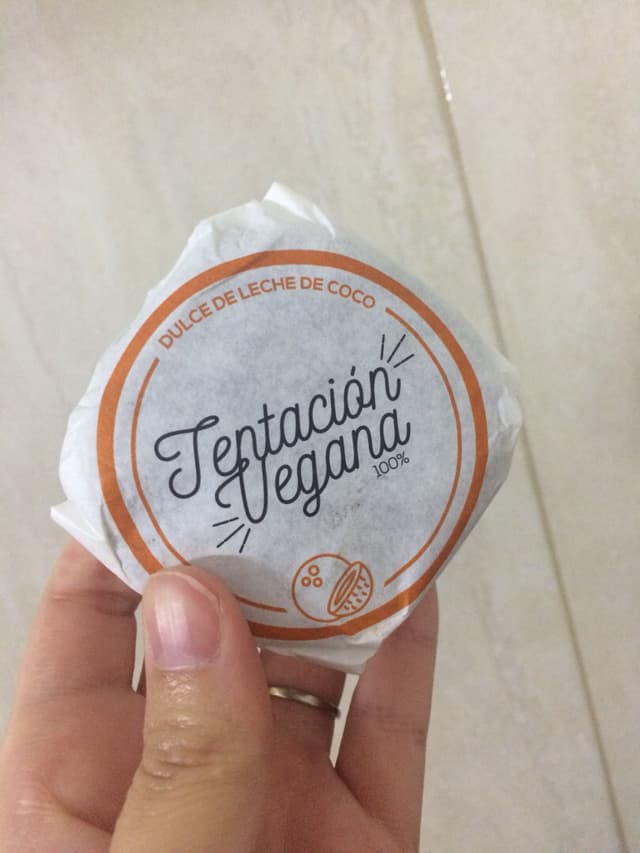 DULCE DE LECHE DE COCO
Tentación
Vegana
100%